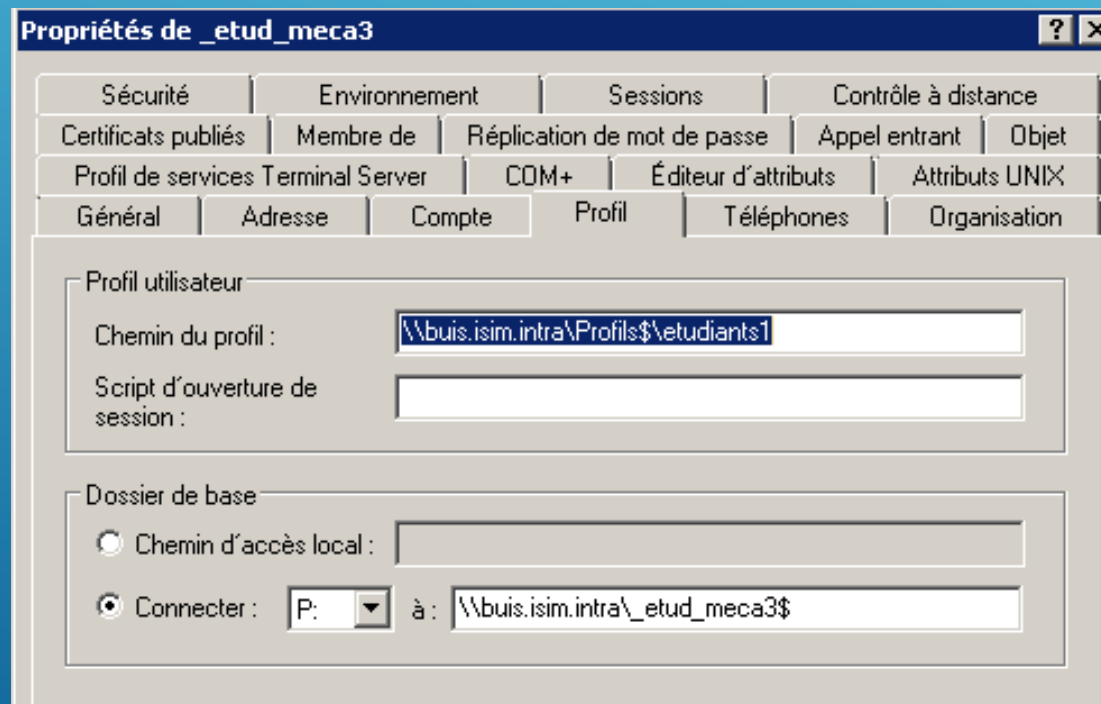 Propriétés de _etud_meca3
Sécurité Environnement Sessions Contrôle à distance
Certificats publiés Membre de Réplication de mot de passe Appel entrant Objet
Profil de services Terminal Server COM+ Éditeur d´attributs Attributs UNIX
Général Adresse Compte Profil Téléphones Organisation
Profil utilisateur
Chemin du profil : \\buis.isim.intra\Profils$\etudiants1
Script d´ouverture de
session :
Dossier de base
Chemin d´accès local :
Connecter : P: à : \\buis.isim.intra\_etud_meca3$